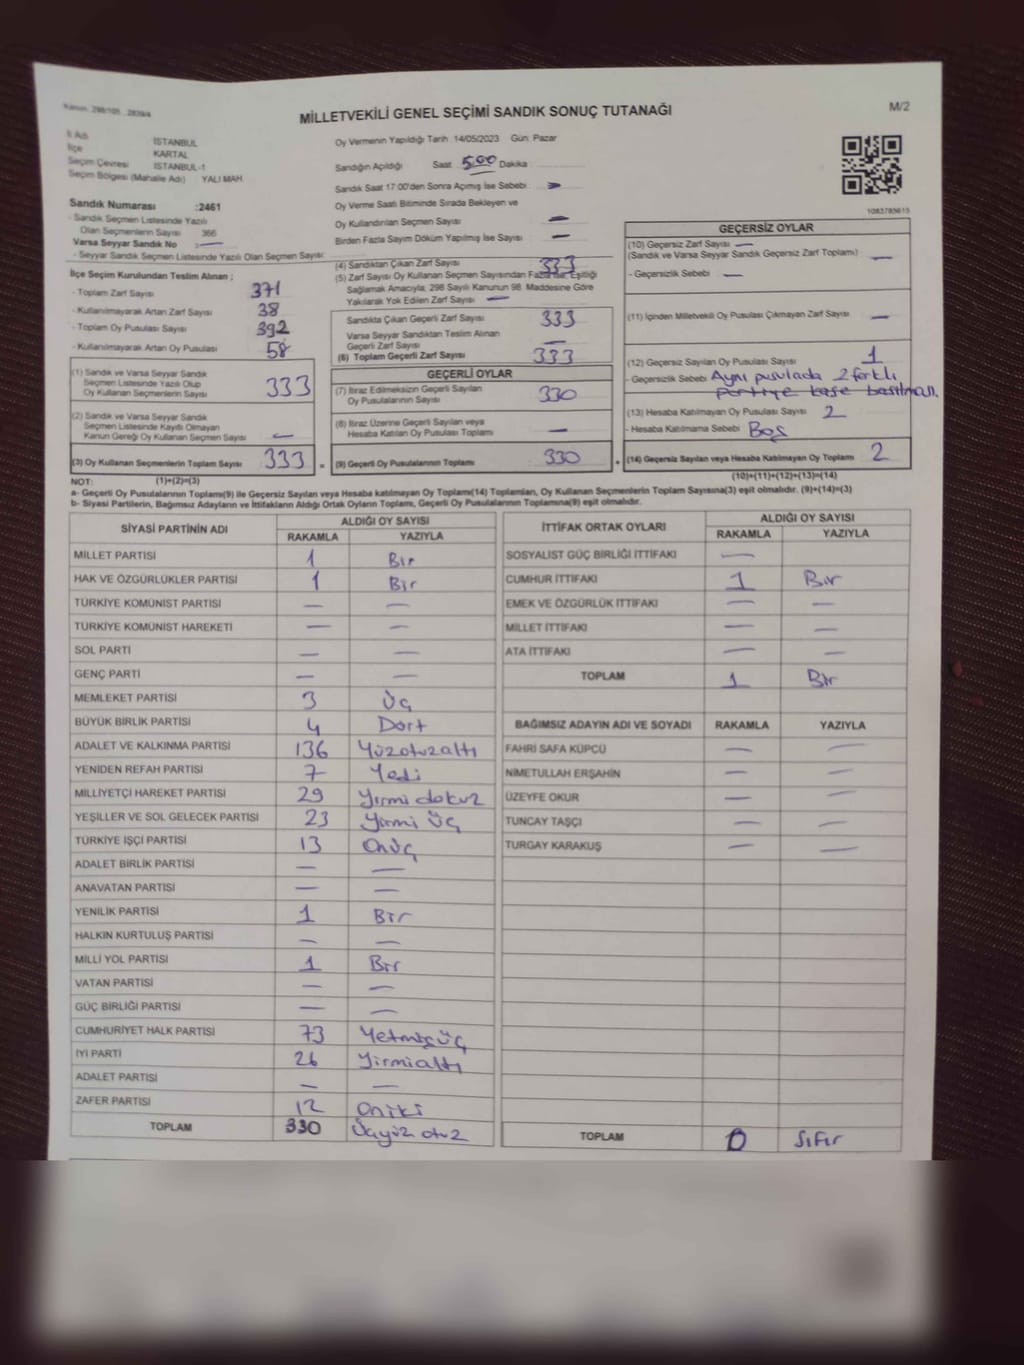 Kanun: 298/105, 2839/4
MİLLETVEKİLİ GENEL SEÇİMİ SANDIK SONUÇ TUTANAĞI
M/2
İl Adı İSTANBUL
İlçe KARTAL
Seçim Çevresi İSTANBUL-1
Seçim Bölgesi (Mahalle Adı) YALI MAH.
Sandık Numarası :2461
- Sandık Seçmen Listesinde Yazılı
Olan Seçmenlerin Sayısı 366
Varsa Seyyar Sandık No : —
- Seyyar Sandık Seçmen Listesinde Yazılı Olan Seçmen Sayısı:
Oy Vermenin Yapıldığı Tarih :14/05/2023 Gün: Pazar
Sandığın Açıldığı Saat 5:00 Dakika
Sandık Saat 17:00'den Sonra Açılmış İse Sebebi —
Oy Verme Saati Bitiminde Sırada Bekleyen ve
Oy Kullandırılan Seçmen Sayısı —
Birden Fazla Sayım Döküm Yapılmış İse Sayısı —
1083785615
İlçe Seçim Kurulundan Teslim Alınan ;
- Toplam Zarf Sayısı 371
- Kullanılmayarak Artan Zarf Sayısı 38
- Toplam Oy Pusulası Sayısı 392
- Kullanılmayarak Artan Oy Pusulası 58
(1) Sandık ve Varsa Seyyar Sandık
Seçmen Listesinde Yazılı Olup
Oy Kullanan Seçmenlerin Sayısı 333
(2) Sandık ve Varsa Seyyar Sandık
Seçmen Listesinde Kaydı Olmayan
Kanun Gereği Oy Kullanan Seçmen Sayısı —
(3) Oy Kullanan Seçmenlerin Toplam Sayısı 333 =
(4) Sandıktan Çıkan Zarf Sayısı 333
(5) Zarf Sayısı Oy Kullanan Seçmen Sayısından Fazla ise, Eşitliği
Sağlamak Amacıyla, 298 Sayılı Kanunun 98. Maddesine Göre
Yakılarak Yok Edilen Zarf Sayısı —
Sandıkta Çıkan Geçerli Zarf Sayısı 333
Varsa Seyyar Sandıktan Teslim Alınan
Geçerli Zarf Sayısı —
(6) Toplam Geçerli Zarf Sayısı 333
GEÇERLİ OYLAR
(7) İtiraz Edilmeksizin Geçerli Sayılan
Oy Pusulalarının Sayısı 330
(8) İtiraz Üzerine Geçerli Sayılan veya
Hesaba Katılan Oy Pusulası Toplamı —
(9) Geçerli Oy Pusulalarının Toplamı 330 +
GEÇERSİZ OYLAR
(10) Geçersiz Zarf Sayısı —
(Sandık ve Varsa Seyyar Sandık Geçersiz Zarf Toplamı) —
- Geçersizlik Sebebi —
(11) İçinden Milletvekili Oy Pusulası Çıkmayan Zarf Sayısı —
(12) Geçersiz Sayılan Oy Pusulası Sayısı 1
- Geçersizlik Sebebi Aynı pusulada 2 farklı
partiye kaşe basılması.
(13) Hesaba Katılmayan Oy Pusulası Sayısı 2
- Hesaba Katılmama Sebebi Boş
(14) Geçersiz Sayılan veya Hesaba Katılmayan Oy Toplamı 2
NOT: (1)+(2)=(3)
(10)+(11)+(12)+(13)=(14)
a- Geçerli Oy Pusulalarının Toplamı(9) ile Geçersiz Sayılan veya Hesaba katılmayan Oy Toplamı(14) Toplamları, Oy Kullanan Seçmenlerin Toplam Sayısına(3) eşit olmalıdır. (9)+(14)=(3)
b- Siyasi Partilerin, Bağımsız Adayların ve İttifakların Aldığı Ortak Oyların Toplamı, Geçerli Oy Pusulalarının Toplamına(9) eşit olmalıdır.
SİYASİ PARTİNİN ADI ALDIĞI OY SAYISI
RAKAMLA YAZIYLA
MİLLET PARTİSİ 1 Bir
HAK VE ÖZGÜRLÜKLER PARTİSİ 1 Bir
TÜRKİYE KOMÜNİST PARTİSİ — —
TÜRKİYE KOMÜNİST HAREKETİ — —
SOL PARTİ — —
GENÇ PARTİ — —
MEMLEKET PARTİSİ 3 Üç
BÜYÜK BİRLİK PARTİSİ 4 Dört
ADALET VE KALKINMA PARTİSİ 136 Yüzotuzaltı
YENİDEN REFAH PARTİSİ 7 Yedi
MİLLİYETÇİ HAREKET PARTİSİ 29 Yirmi dokuz
YEŞİLLER VE SOL GELECEK PARTİSİ 23 Yirmi Üç
TÜRKİYE İŞÇİ PARTİSİ 13 Onüç
ADALET BİRLİK PARTİSİ — —
ANAVATAN PARTİSİ — —
YENİLİK PARTİSİ 1 Bir
HALKIN KURTULUŞ PARTİSİ — —
MİLLİ YOL PARTİSİ 1 Bir
VATAN PARTİSİ — —
GÜÇ BİRLİĞİ PARTİSİ — —
CUMHURİYET HALK PARTİSİ 73 Yetmişüç
İYİ PARTİ 26 Yirmialtı
ADALET PARTİSİ — —
ZAFER PARTİSİ 12 Oniki
TOPLAM 330 Üçyüz otuz
İTTİFAK ORTAK OYLARI ALDIĞI OY SAYISI
RAKAMLA YAZIYLA
SOSYALİST GÜÇ BİRLİĞİ İTTİFAKI —
CUMHUR İTTİFAKI 1 Bir
EMEK VE ÖZGÜRLÜK İTTİFAKI — —
MİLLET İTTİFAKI — —
ATA İTTİFAKI — —
TOPLAM 1 Bir
BAĞIMSIZ ADAYIN ADI VE SOYADI RAKAMLA YAZIYLA
FAHRİ SAFA KÜPCÜ — —
NİMETULLAH ERŞAHİN — —
ÜZEYFE OKUR — —
TUNCAY TAŞÇI — —
TURGAY KARAKUŞ — —
TOPLAM 0 Sıfır